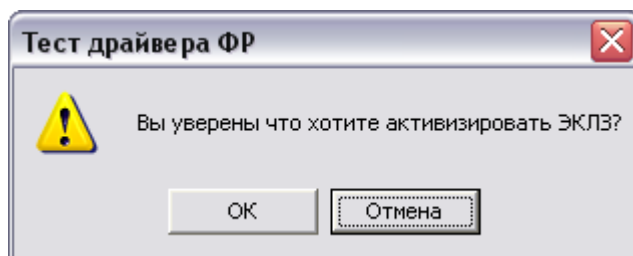 Тест драйвера ФР
Вы уверены что хотите активизировать ЭКЛЗ?
OK
Отмена